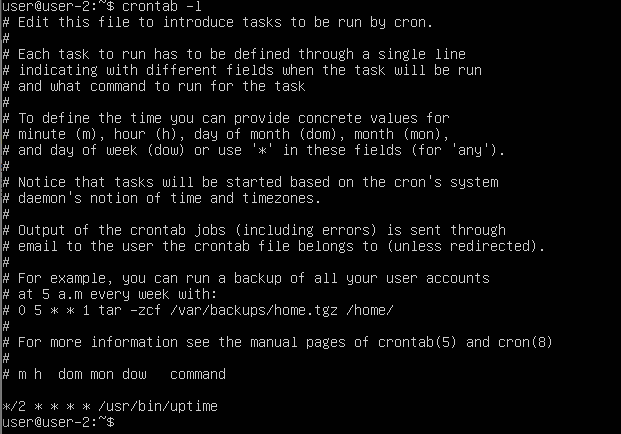 user@user-2:~$ crontab -l
# Edit this file to introduce tasks to be run by cron.
#
# Each task to run has to be defined through a single line
# indicating with different fields when the task will be run
# and what command to run for the task
#
# To define the time you can provide concrete values for
# minute (m), hour (h), day of month (dom), month (mon),
# and day of week (dow) or use '*' in these fields (for 'any').
#
# Notice that tasks will be started based on the cron's system
# daemon's notion of time and timezones.
#
# Output of the crontab jobs (including errors) is sent through
# email to the user the crontab file belongs to (unless redirected).
#
# For example, you can run a backup of all your user accounts
# at 5 a.m every week with:
# 0 5 * * 1 tar -zcf /var/backups/home.tgz /home/
#
# For more information see the manual pages of crontab(5) and cron(8)
#
# m h  dom mon dow   command

*/2 * * * * /usr/bin/uptime
user@user-2:~$